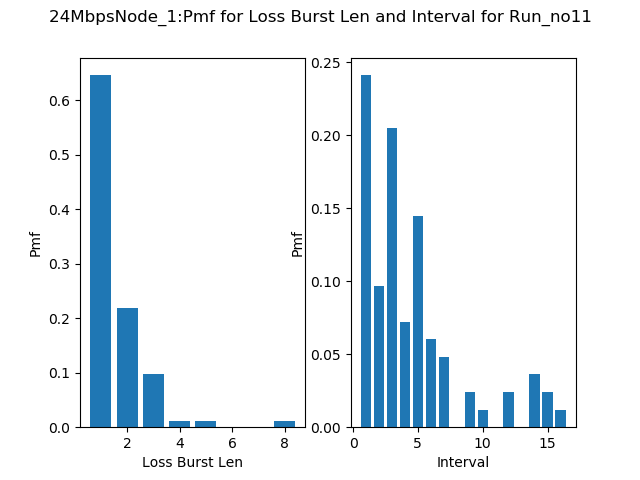 24MbpsNode_1:Pmf for Loss Burst Len and Interval for Run_no11
0.6
0.5
0.4
0.3
0.2
0.1
0.0
Pmf
2 4 6 8
Loss Burst Len
0.25
0.20
0.15
0.10
0.05
0.00
Pmf
0 5 10 15
Interval